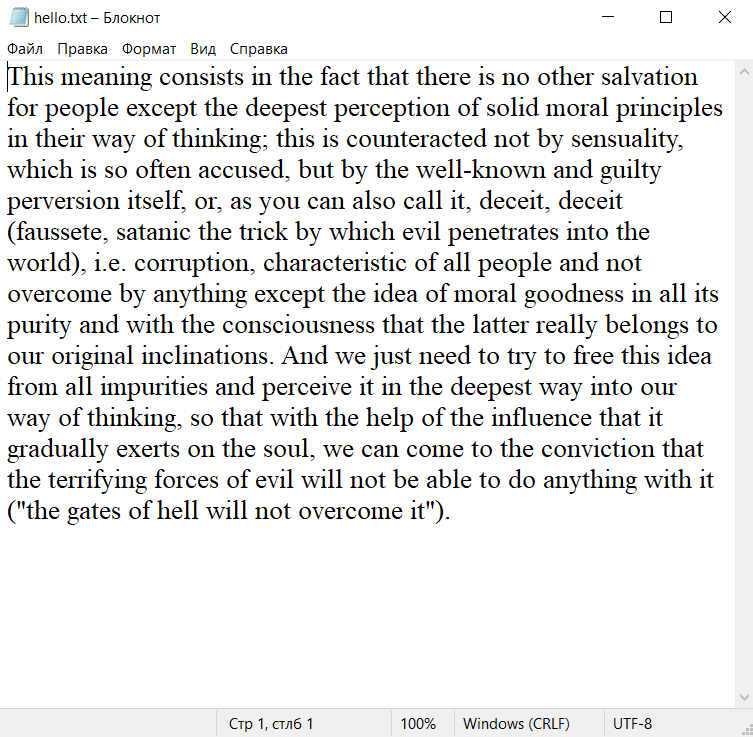 hello.txt – Блокнот
Файл Правка Формат Вид Справка
This meaning consists in the fact that there is no other salvation
for people except the deepest perception of solid moral principles
in their way of thinking; this is counteracted not by sensuality,
which is so often accused, but by the well-known and guilty
perversion itself, or, as you can also call it, deceit, deceit
(faussete, satanic the trick by which evil penetrates into the
world), i.e. corruption, characteristic of all people and not
overcome by anything except the idea of moral goodness in all its
purity and with the consciousness that the latter really belongs to
our original inclinations. And we just need to try to free this idea
from all impurities and perceive it in the deepest way into our
way of thinking, so that with the help of the influence that it
gradually exerts on the soul, we can come to the conviction that
the terrifying forces of evil will not be able to do anything with it
("the gates of hell will not overcome it").
Стр 1, стлб 1 100% Windows (CRLF) UTF-8